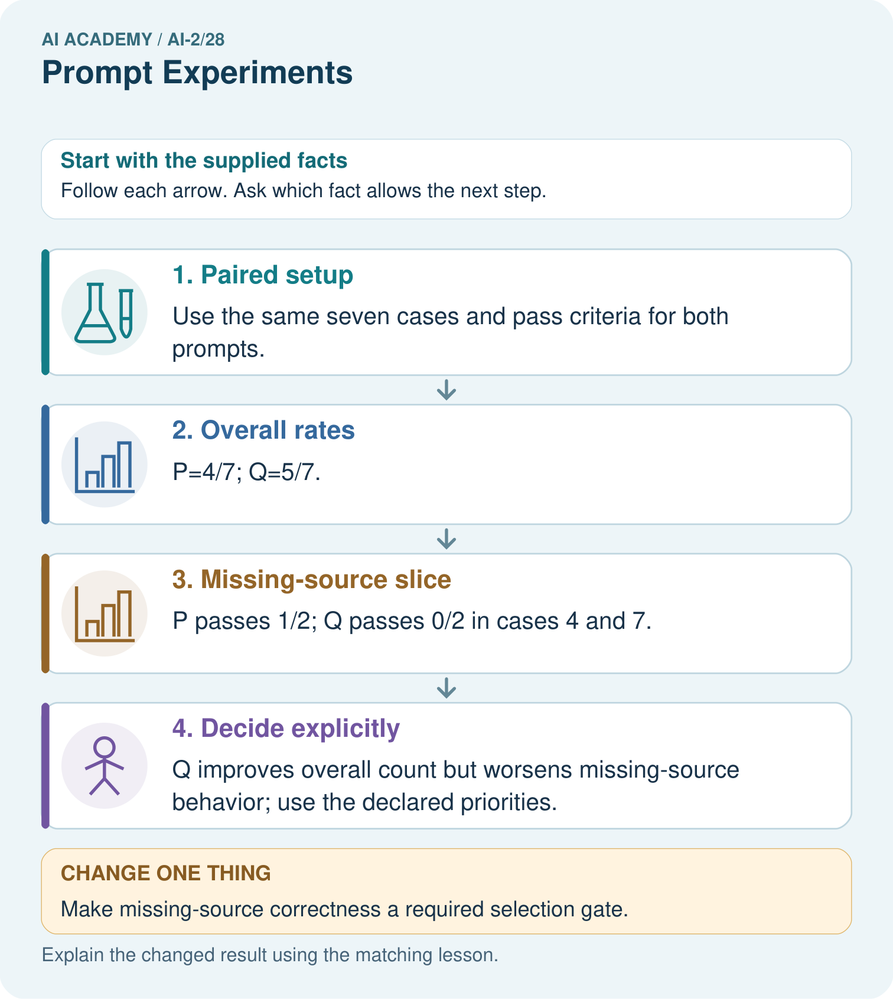 AI ACADEMY / AI-2/28
Prompt Experiments
Start with the supplied facts
Follow each arrow. Ask which fact allows the next step.
1. Paired setup
Use the same seven cases and pass criteria for both
prompts.
2. Overall rates
P=4/7; Q=5/7.
3. Missing-source slice
P passes 1/2; Q passes 0/2 in cases 4 and 7.
4. Decide explicitly
Q improves overall count but worsens missing-source
behavior; use the declared priorities.
CHANGE ONE THING
Make missing-source correctness a required selection gate.
Explain the changed result using the matching lesson.